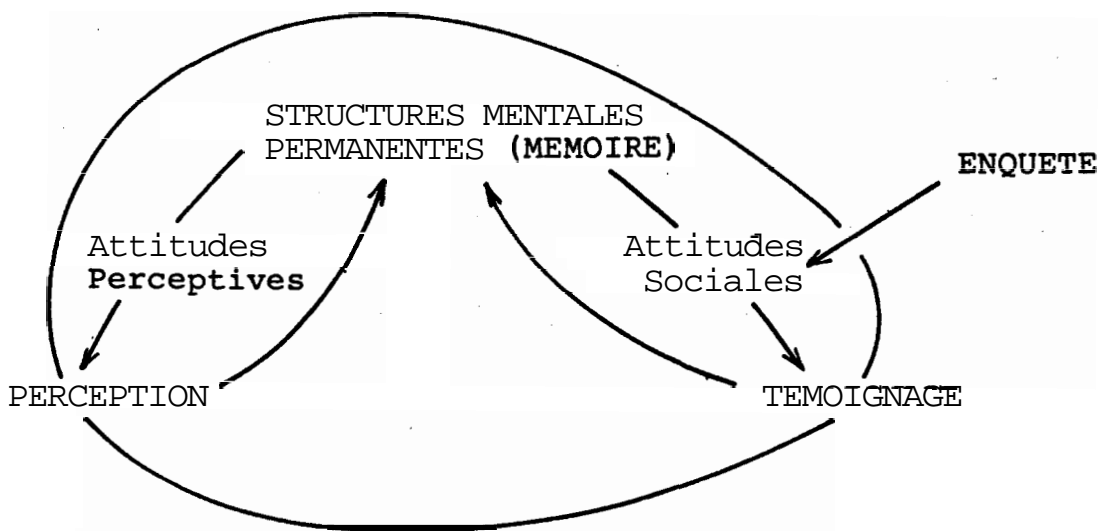 STRUCTURES MENTALES
PERMANENTES (MEMOIRE)
ENQUETE
Attitudes
Perceptives
Attitudes
Sociales
PERCEPTION
TEMOIGNAGE